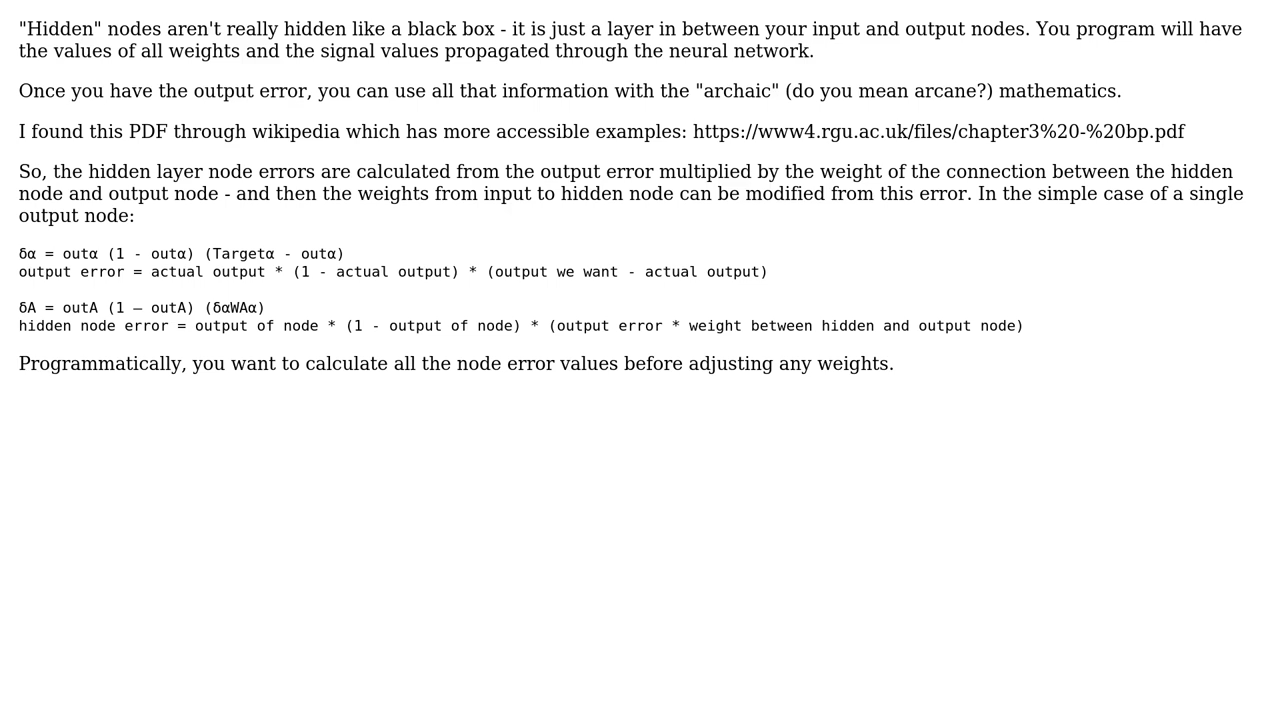 "Hidden" nodes aren't really hidden like a black box - it is just a layer in between your input and output nodes. You program will have
the values of all weights and the signal values propagated through the neural network.
Once you have the output error, you can use all that information with the "archaic" (do you mean arcane?) mathematics.
I found this PDF through wikipedia which has more accessible examples: https://www4.rgu.ac.uk/files/chapter3%20-%20bp.pdf
So, the hidden layer node errors are calculated from the output error multiplied by the weight of the connection between the hidden
node and output node - and then the weights from input to hidden node can be modified from this error. In the simple case of a single
output node:
δα = outα (1 - outα) (Targetα - outα)
output error = actual output * (1 - actual output) * (output we want - actual output)
δA = outA (1 – outA) (δαWAα)
hidden node error = output of node * (1 - output of node) * (output error * weight between hidden and output node)
Programmatically, you want to calculate all the node error values before adjusting any weights.